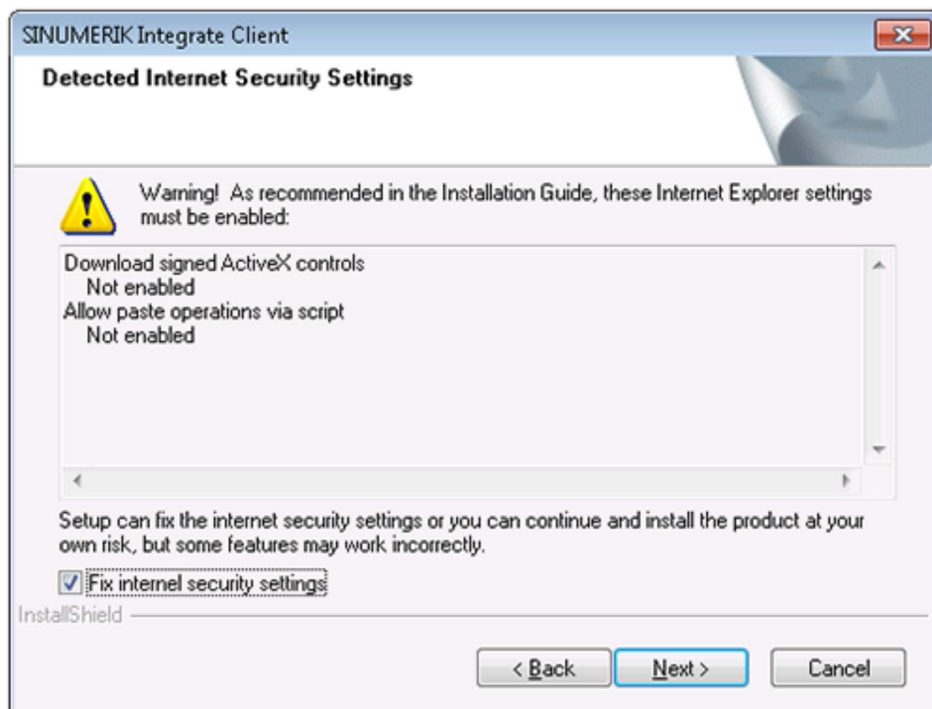 SINUMERIK Integrate Client
Detected Internet Security Settings
Warning! As recommended in the Installation Guide, these Internet Explorer settings
must be enabled:
Download signed ActiveX controls
Not enabled
Allow paste operations via script
Not enabled
Setup can fix the internet security settings or you can continue and install the product at your
own risk, but some features may work incorrectly.
Fix internel security settings
InstallShield
< Back
Next >
Cancel